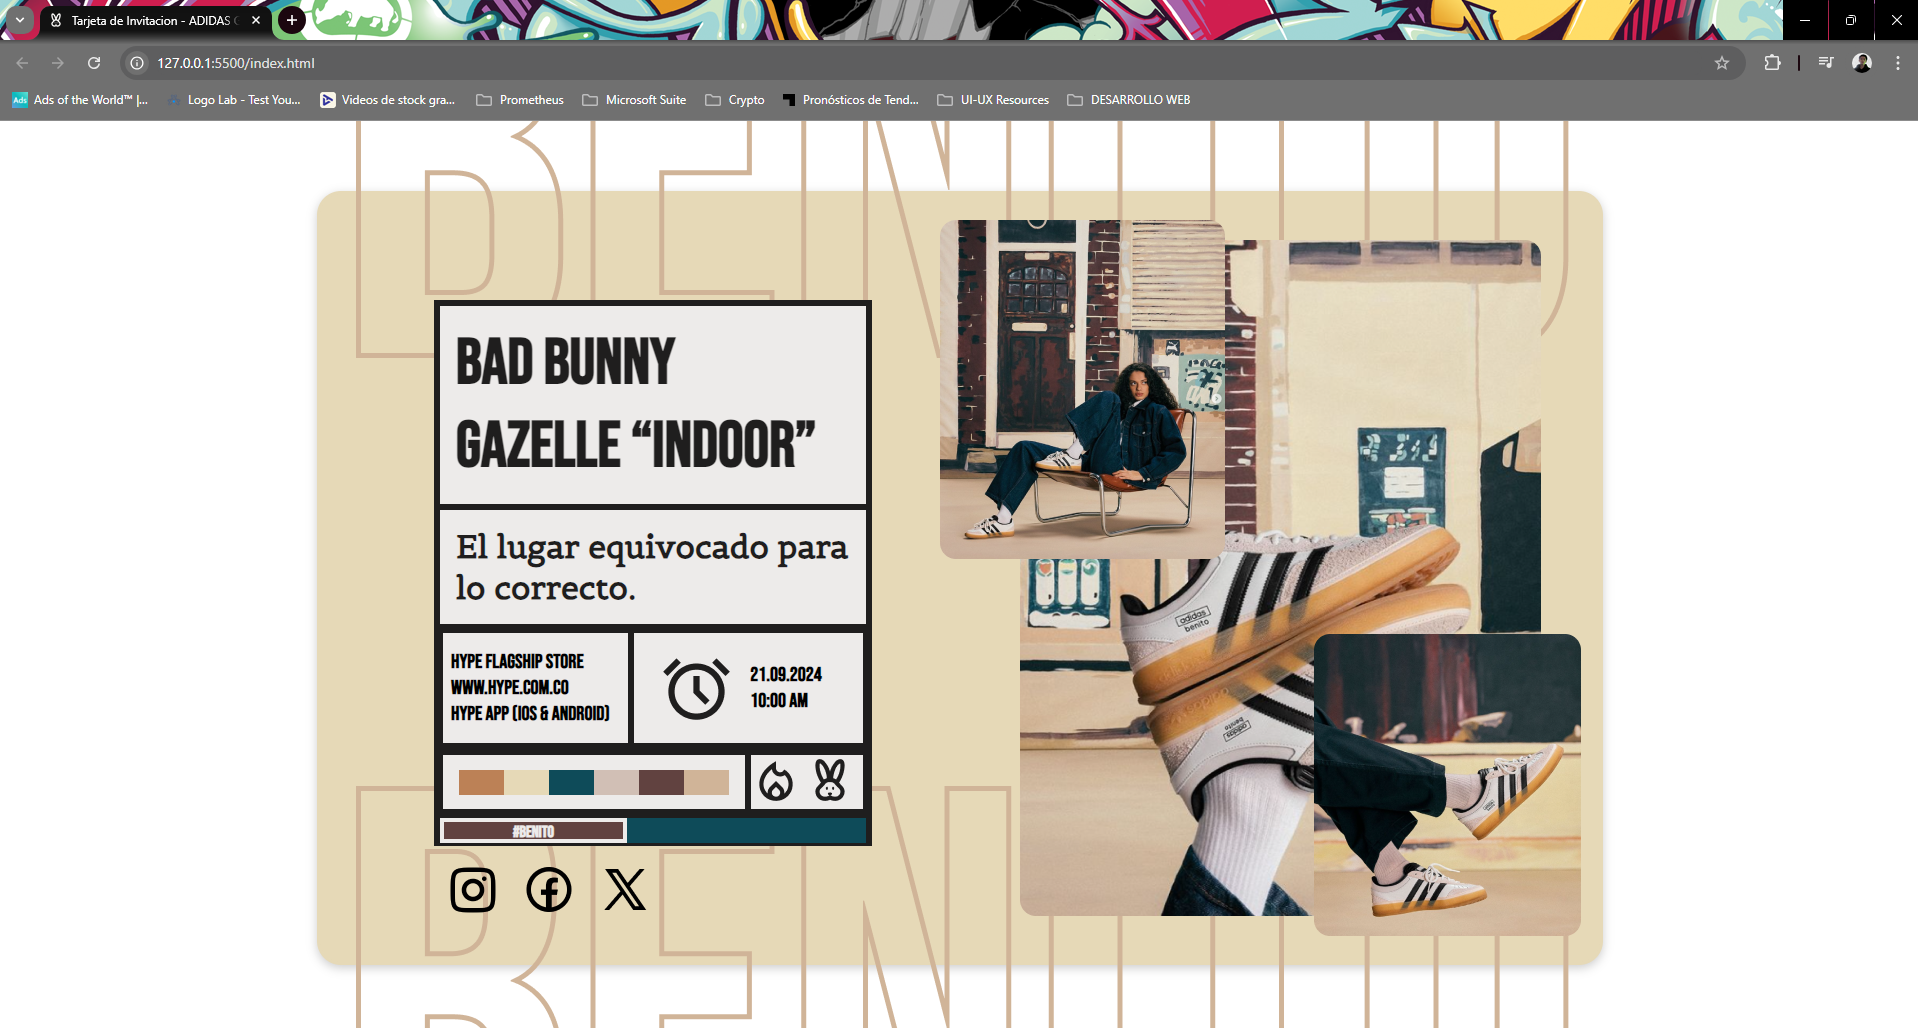 Tarjeta de Invitacion - ADIDAS
127.0.0.1:5500/index.html
Ads
Ads of the World™ |...
Logo Lab - Test You...
Videos de stock gra...
Prometheus
Microsoft Suite
Crypto
Pronósticos de Tend...
UI-UX Resources
DESARROLLO WEB
BAD BUNNY
GAZELLE “INDOOR”
El lugar equivocado para
lo correcto.
HYPE FLAGSHIP STORE
WWW.HYPE.COM.CO
HYPE APP (IOS & ANDROID)
21.09.2024
10:00 AM
#BENITO
adidas
benito
adidas
benito